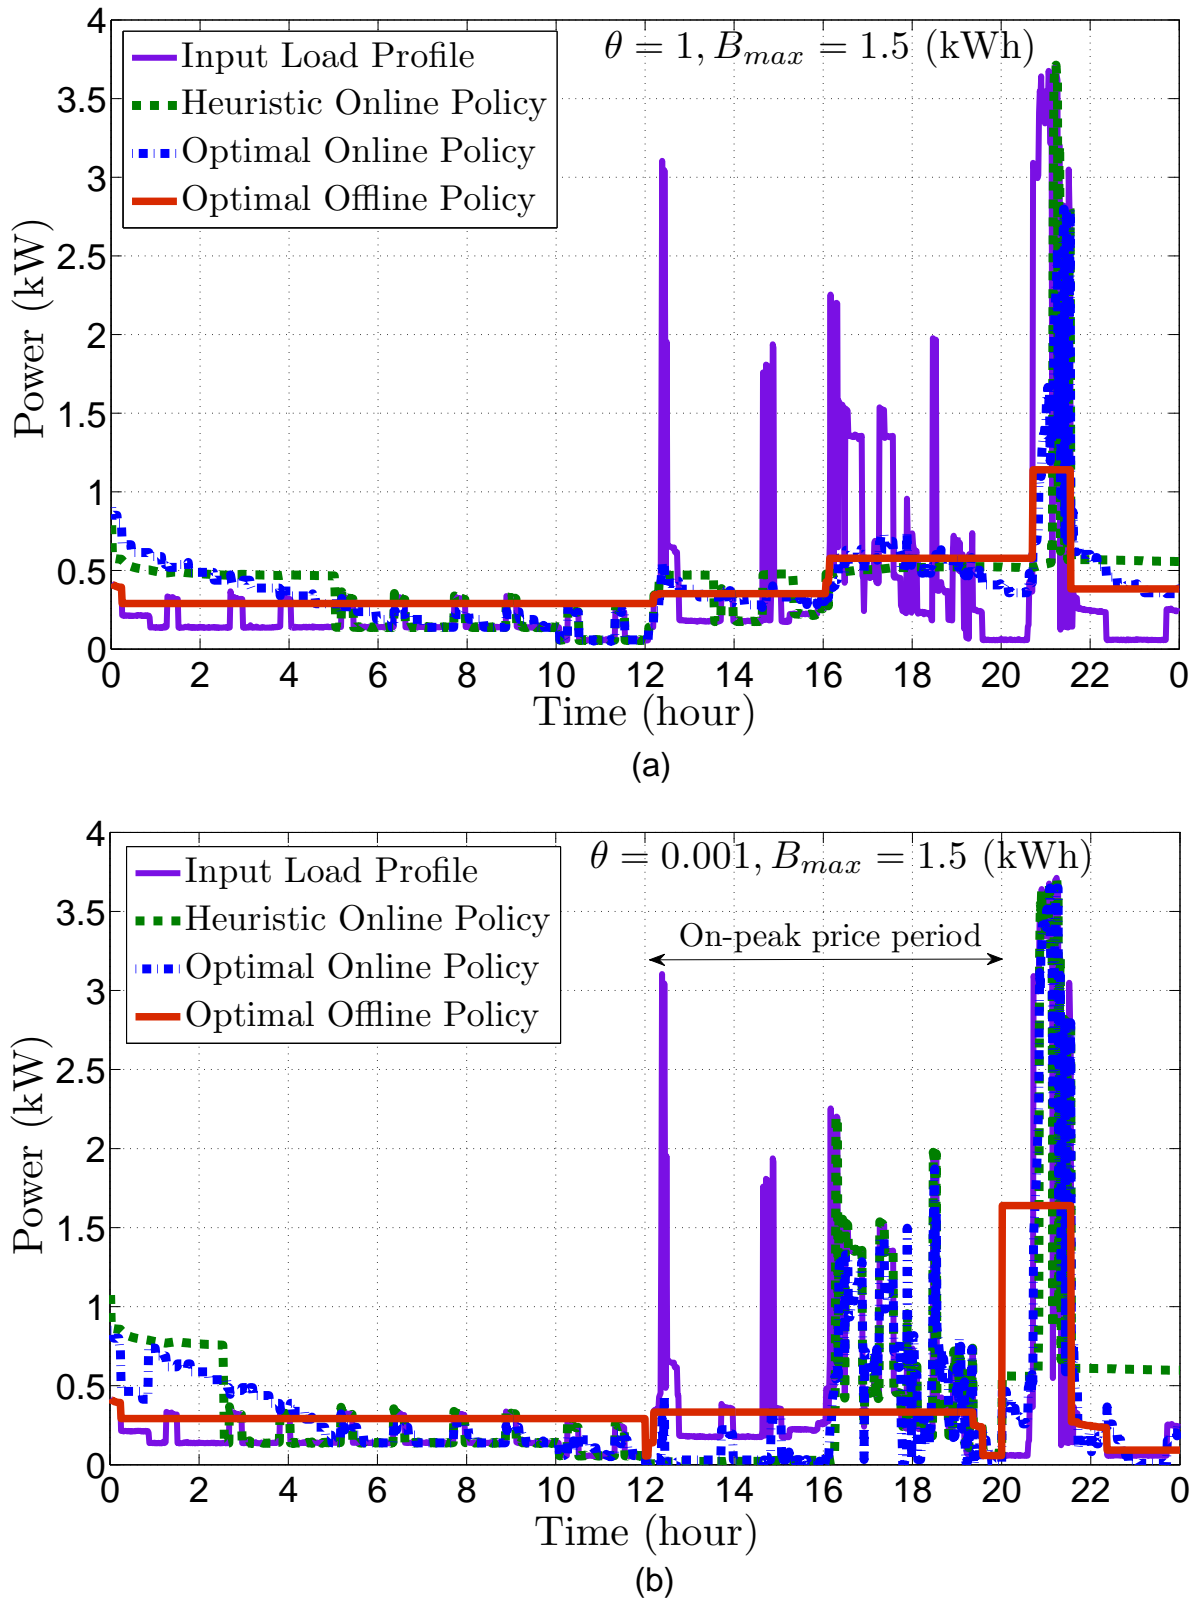 θ = 1, B_max = 1.5 (kWh)
Input Load Profile
Heuristic Online Policy
Optimal Online Policy
Optimal Offline Policy
Power (kW)
4
3.5
3
2.5
2
1.5
1
0.5
0
0 2 4 6 8 10 12 14 16 18 20 22 0
Time (hour)
(a)
θ = 0.001, B_max = 1.5 (kWh)
Input Load Profile
Heuristic Online Policy
Optimal Online Policy
Optimal Offline Policy
On-peak price period
Power (kW)
4
3.5
3
2.5
2
1.5
1
0.5
0
0 2 4 6 8 10 12 14 16 18 20 22 0
Time (hour)
(b)